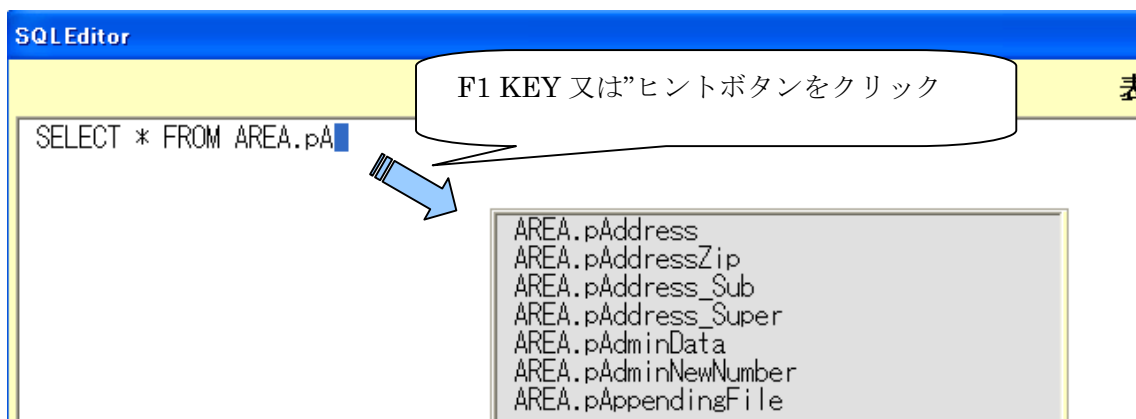 SQLEditor
F1 KEY 又は”ヒントボタンをクリック
表
SELECT * FROM AREA.pA
AREA.pAddress
AREA.pAddressZip
AREA.pAddress_Sub
AREA.pAddress_Super
AREA.pAdminData
AREA.pAdminNewNumber
AREA.pAppendingFile